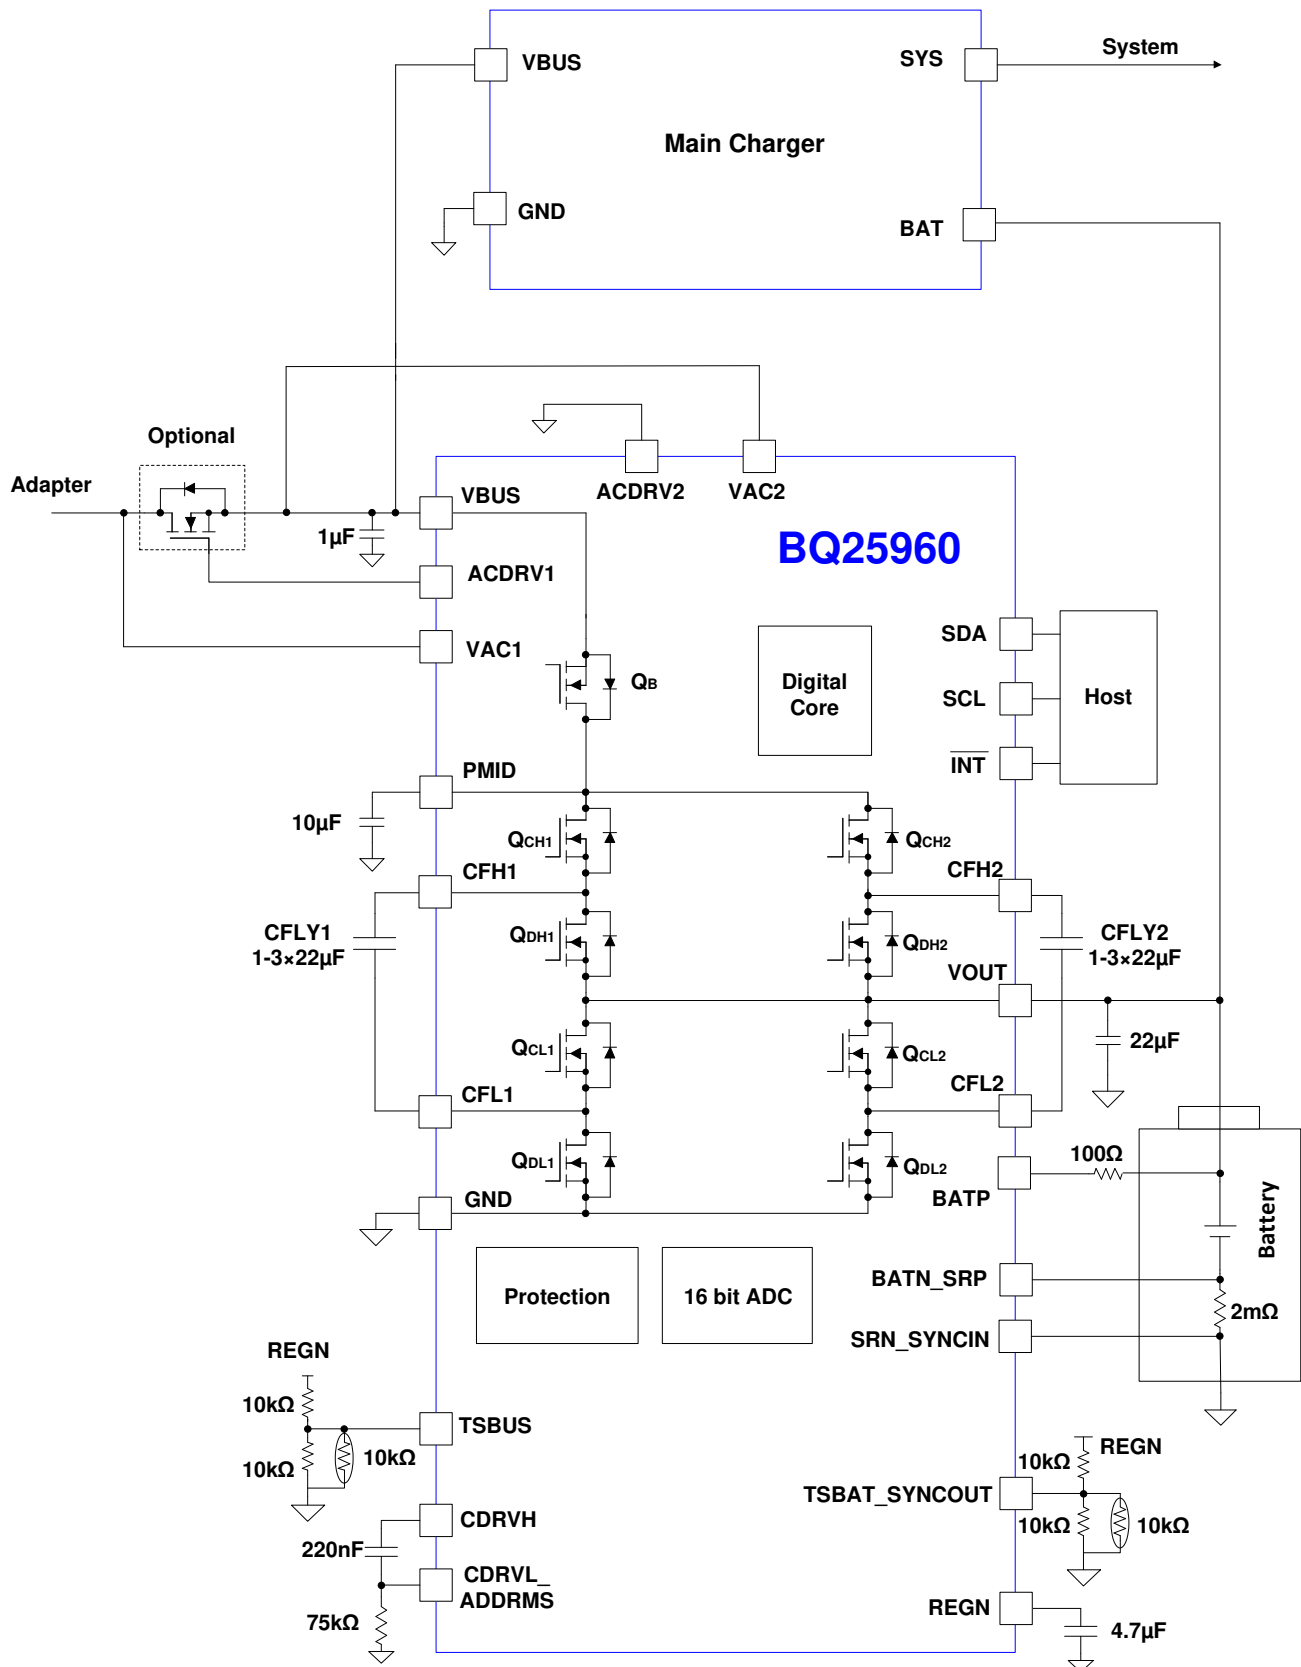 VBUS
SYS
System
Main Charger
GND
BAT
Optional
Adapter
VBUS
ACDRV2
VAC2
1µF
BQ25960
ACDRV1
VAC1
SDA
SCL
INT
Host
QB
Digital
Core
PMID
10µF
QCH1
QCH2
CFH1
CFH2
CFLY1
1-3×22µF
QDH1
QDH2
CFLY2
1-3×22µF
VOUT
QCL1
QCL2
22µF
CFL1
CFL2
QDL1
QDL2
100Ω
BATP
GND
Battery
Protection
16 bit ADC
BATN_SRP
2mΩ
SRN_SYNCIN
REGN
10kΩ
TSBUS
10kΩ
10kΩ
REGN
10kΩ
TSBAT_SYNCOUT
10kΩ
10kΩ
CDRVH
220nF
CDRVL_
ADDRMS
75kΩ
REGN
4.7µF